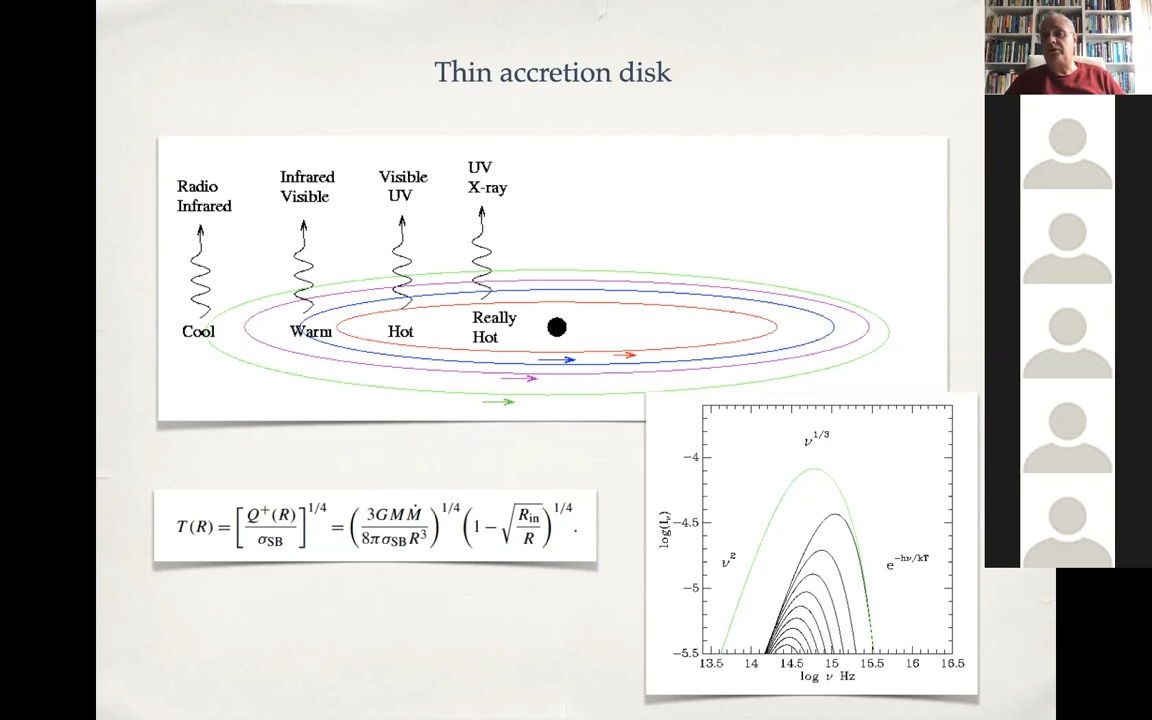 Thin accretion disk
Radio
Infrared
Infrared
Visible
Visible
UV
UV
X-ray
Cool
Warm
Hot
Really
Hot
T(R) = [Q⁺(R)/σ_SB]^1/4 = (3GMṀ/8πσ_SB R³)^1/4 (1 − √(R_in/R))^1/4.
ν^1/3
ν²
e^−hν/kT
log(I_ν)
−4
−4.5
−5
−5.5
13.5 14 14.5 15 15.5 16 16.5
log ν Hz